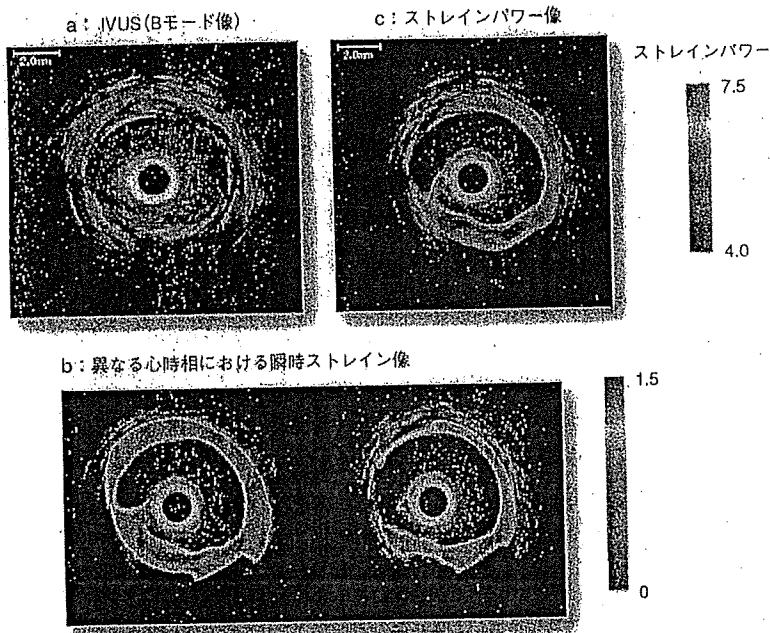 a：IVUS(Bモード像)
c：ストレインパワー像
2.0mm
2.0mm
ストレインパワー
7.5
4.0
b：異なる心時相における瞬時ストレイン像
1.5
0